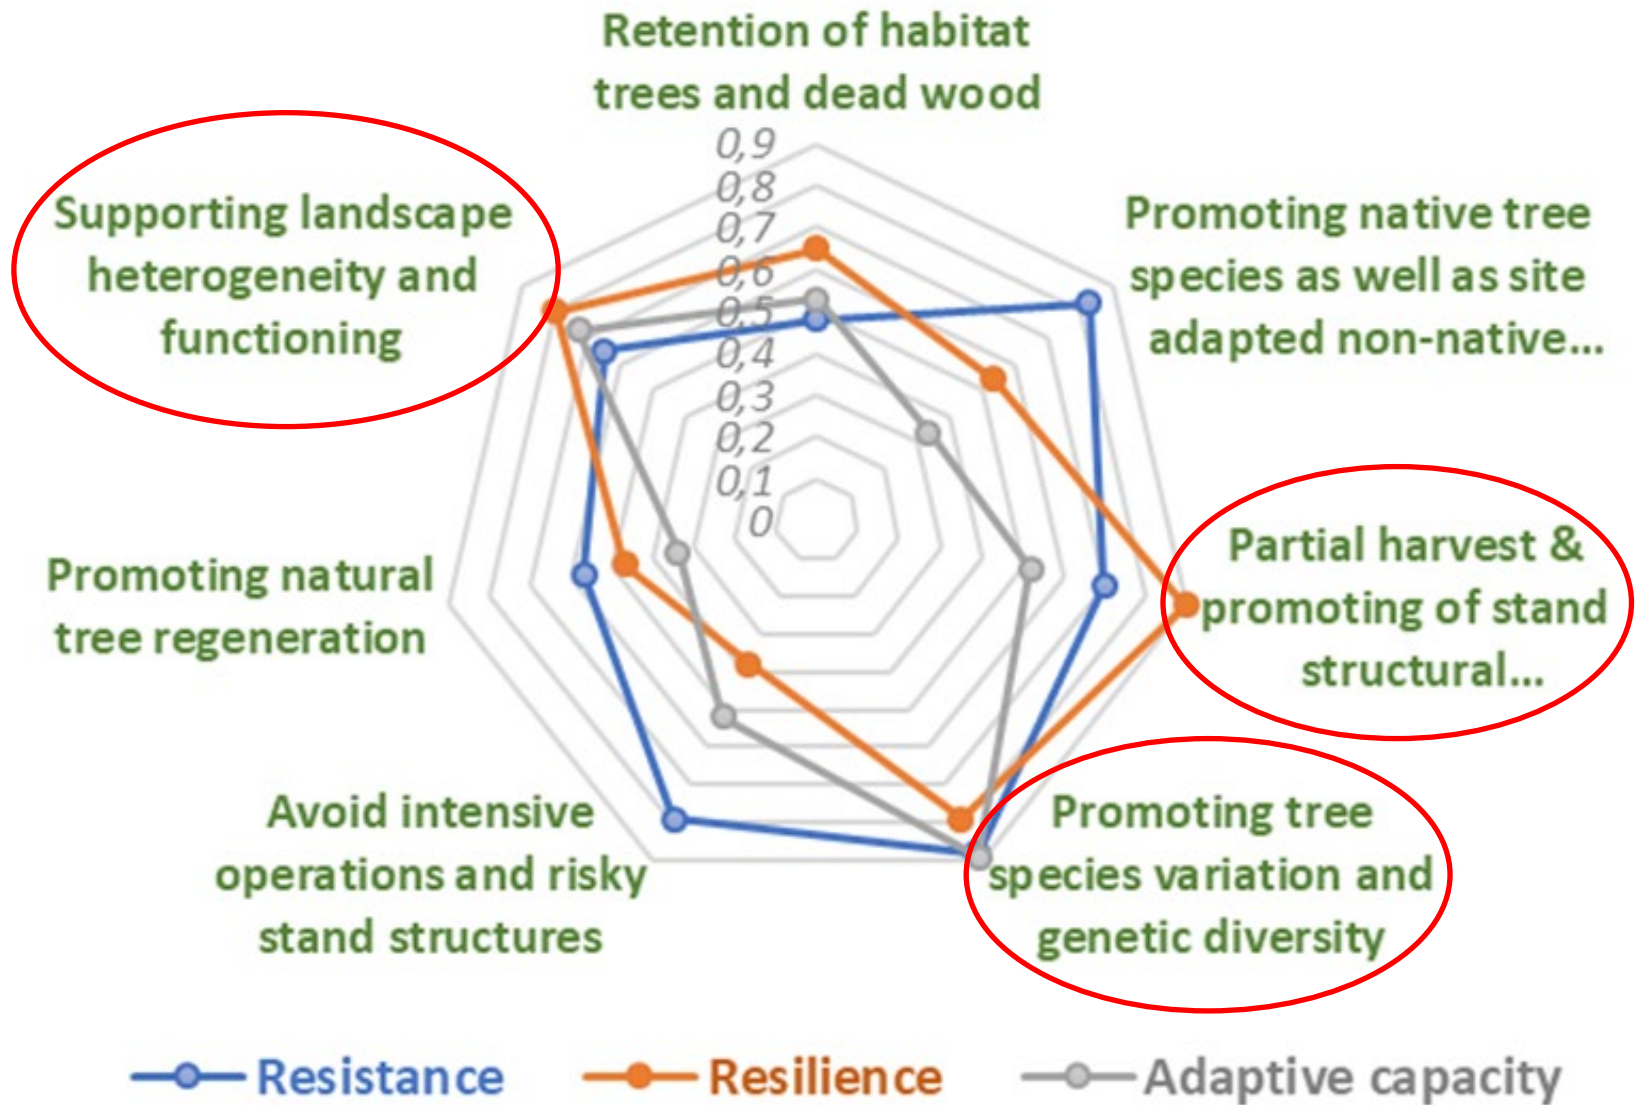 Retention of habitat
trees and dead wood
0,9
0,8
0,7
0,6
0,5
0,4
0,3
0,2
0,1
0
Supporting landscape
heterogeneity and
functioning
Promoting native tree
species as well as site
adapted non-native...
Partial harvest &
promoting of stand
structural...
Promoting natural
tree regeneration
Avoid intensive
operations and risky
stand structures
Promoting tree
species variation and
genetic diversity
Resistance
Resilience
Adaptive capacity